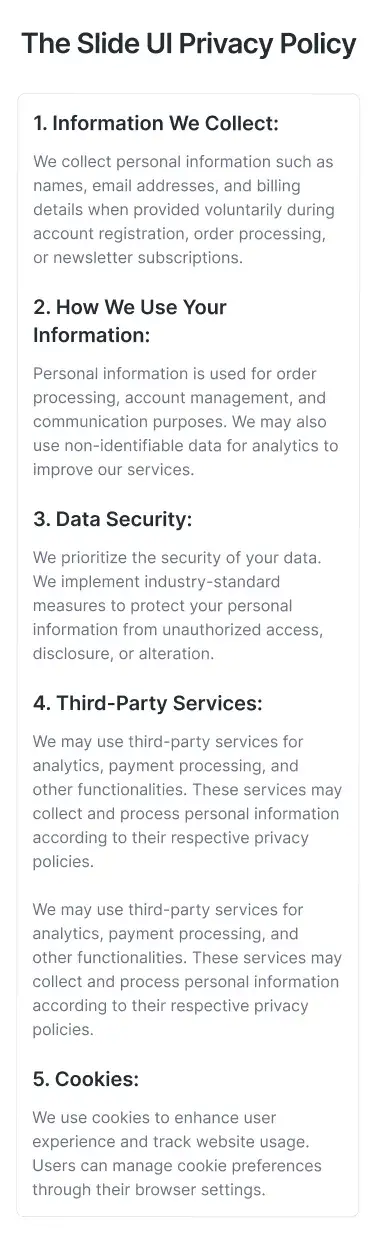 The Slide UI Privacy Policy
1. Information We Collect:
We collect personal information such as
names, email addresses, and billing
details when provided voluntarily during
account registration, order processing,
or newsletter subscriptions.
2. How We Use Your
Information:
Personal information is used for order
processing, account management, and
communication purposes. We may also
use non-identifiable data for analytics to
improve our services.
3. Data Security:
We prioritize the security of your data.
We implement industry-standard
measures to protect your personal
information from unauthorized access,
disclosure, or alteration.
4. Third-Party Services:
We may use third-party services for
analytics, payment processing, and
other functionalities. These services may
collect and process personal information
according to their respective privacy
policies.
We may use third-party services for
analytics, payment processing, and
other functionalities. These services may
collect and process personal information
according to their respective privacy
policies.
5. Cookies:
We use cookies to enhance user
experience and track website usage.
Users can manage cookie preferences
through their browser settings.